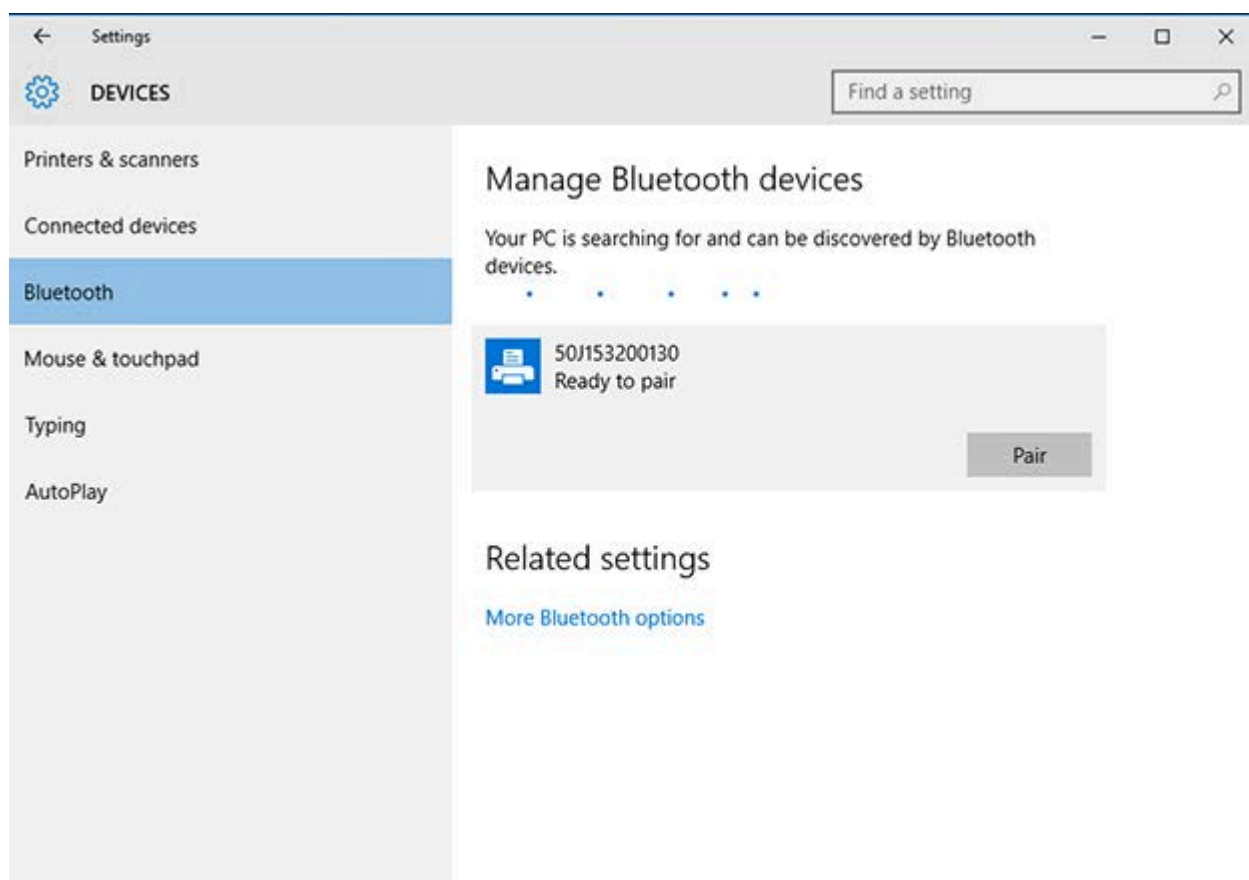 Settings
DEVICES
Find a setting
Printers & scanners
Connected devices
Bluetooth
Mouse & touchpad
Typing
AutoPlay
Manage Bluetooth devices
Your PC is searching for and can be discovered by Bluetooth
devices.
50J153200130
Ready to pair
Pair
Related settings
More Bluetooth options